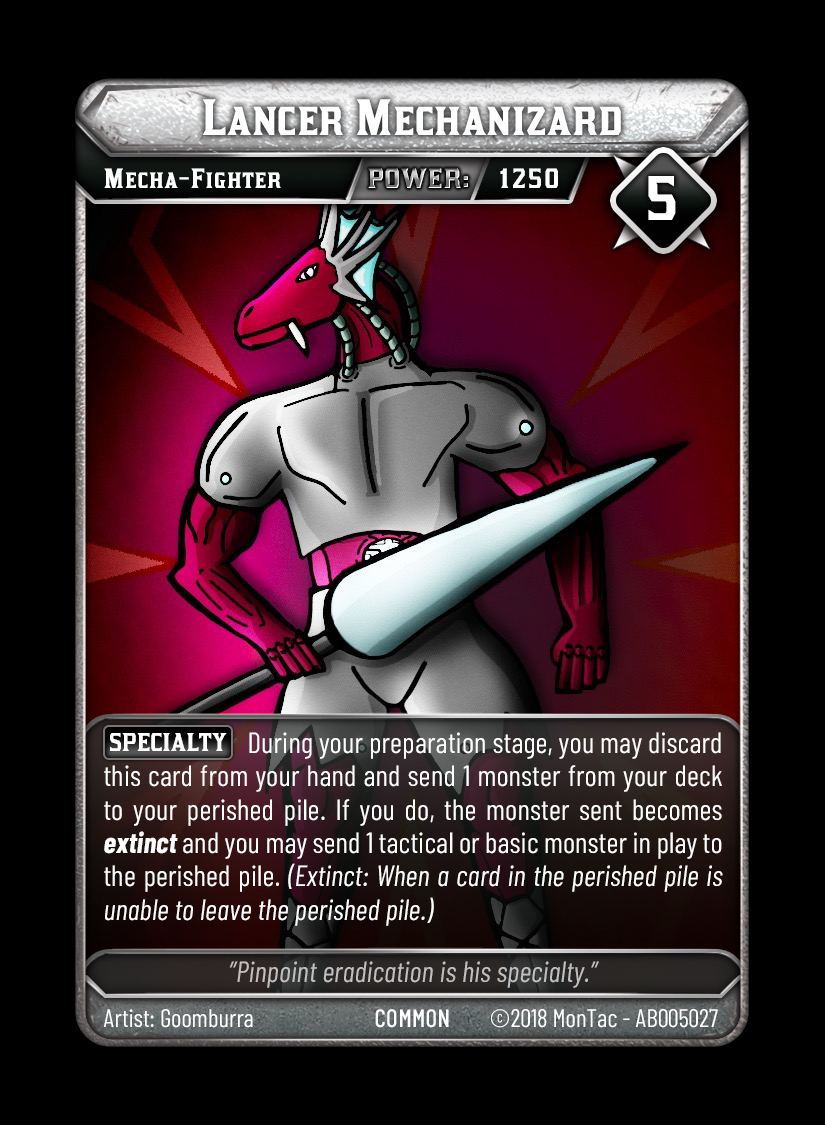 Lancer Mechanizard
Mecha-Fighter POWER: 1250
5
SPECIALTY During your preparation stage, you may discard
this card from your hand and send 1 monster from your deck
to your perished pile. If you do, the monster sent becomes
extinct and you may send 1 tactical or basic monster in play to
the perished pile. (Extinct: When a card in the perished pile is
unable to leave the perished pile.)
"Pinpoint eradication is his specialty."
Artist: Goomburra COMMON ©2018 MonTac - AB005027